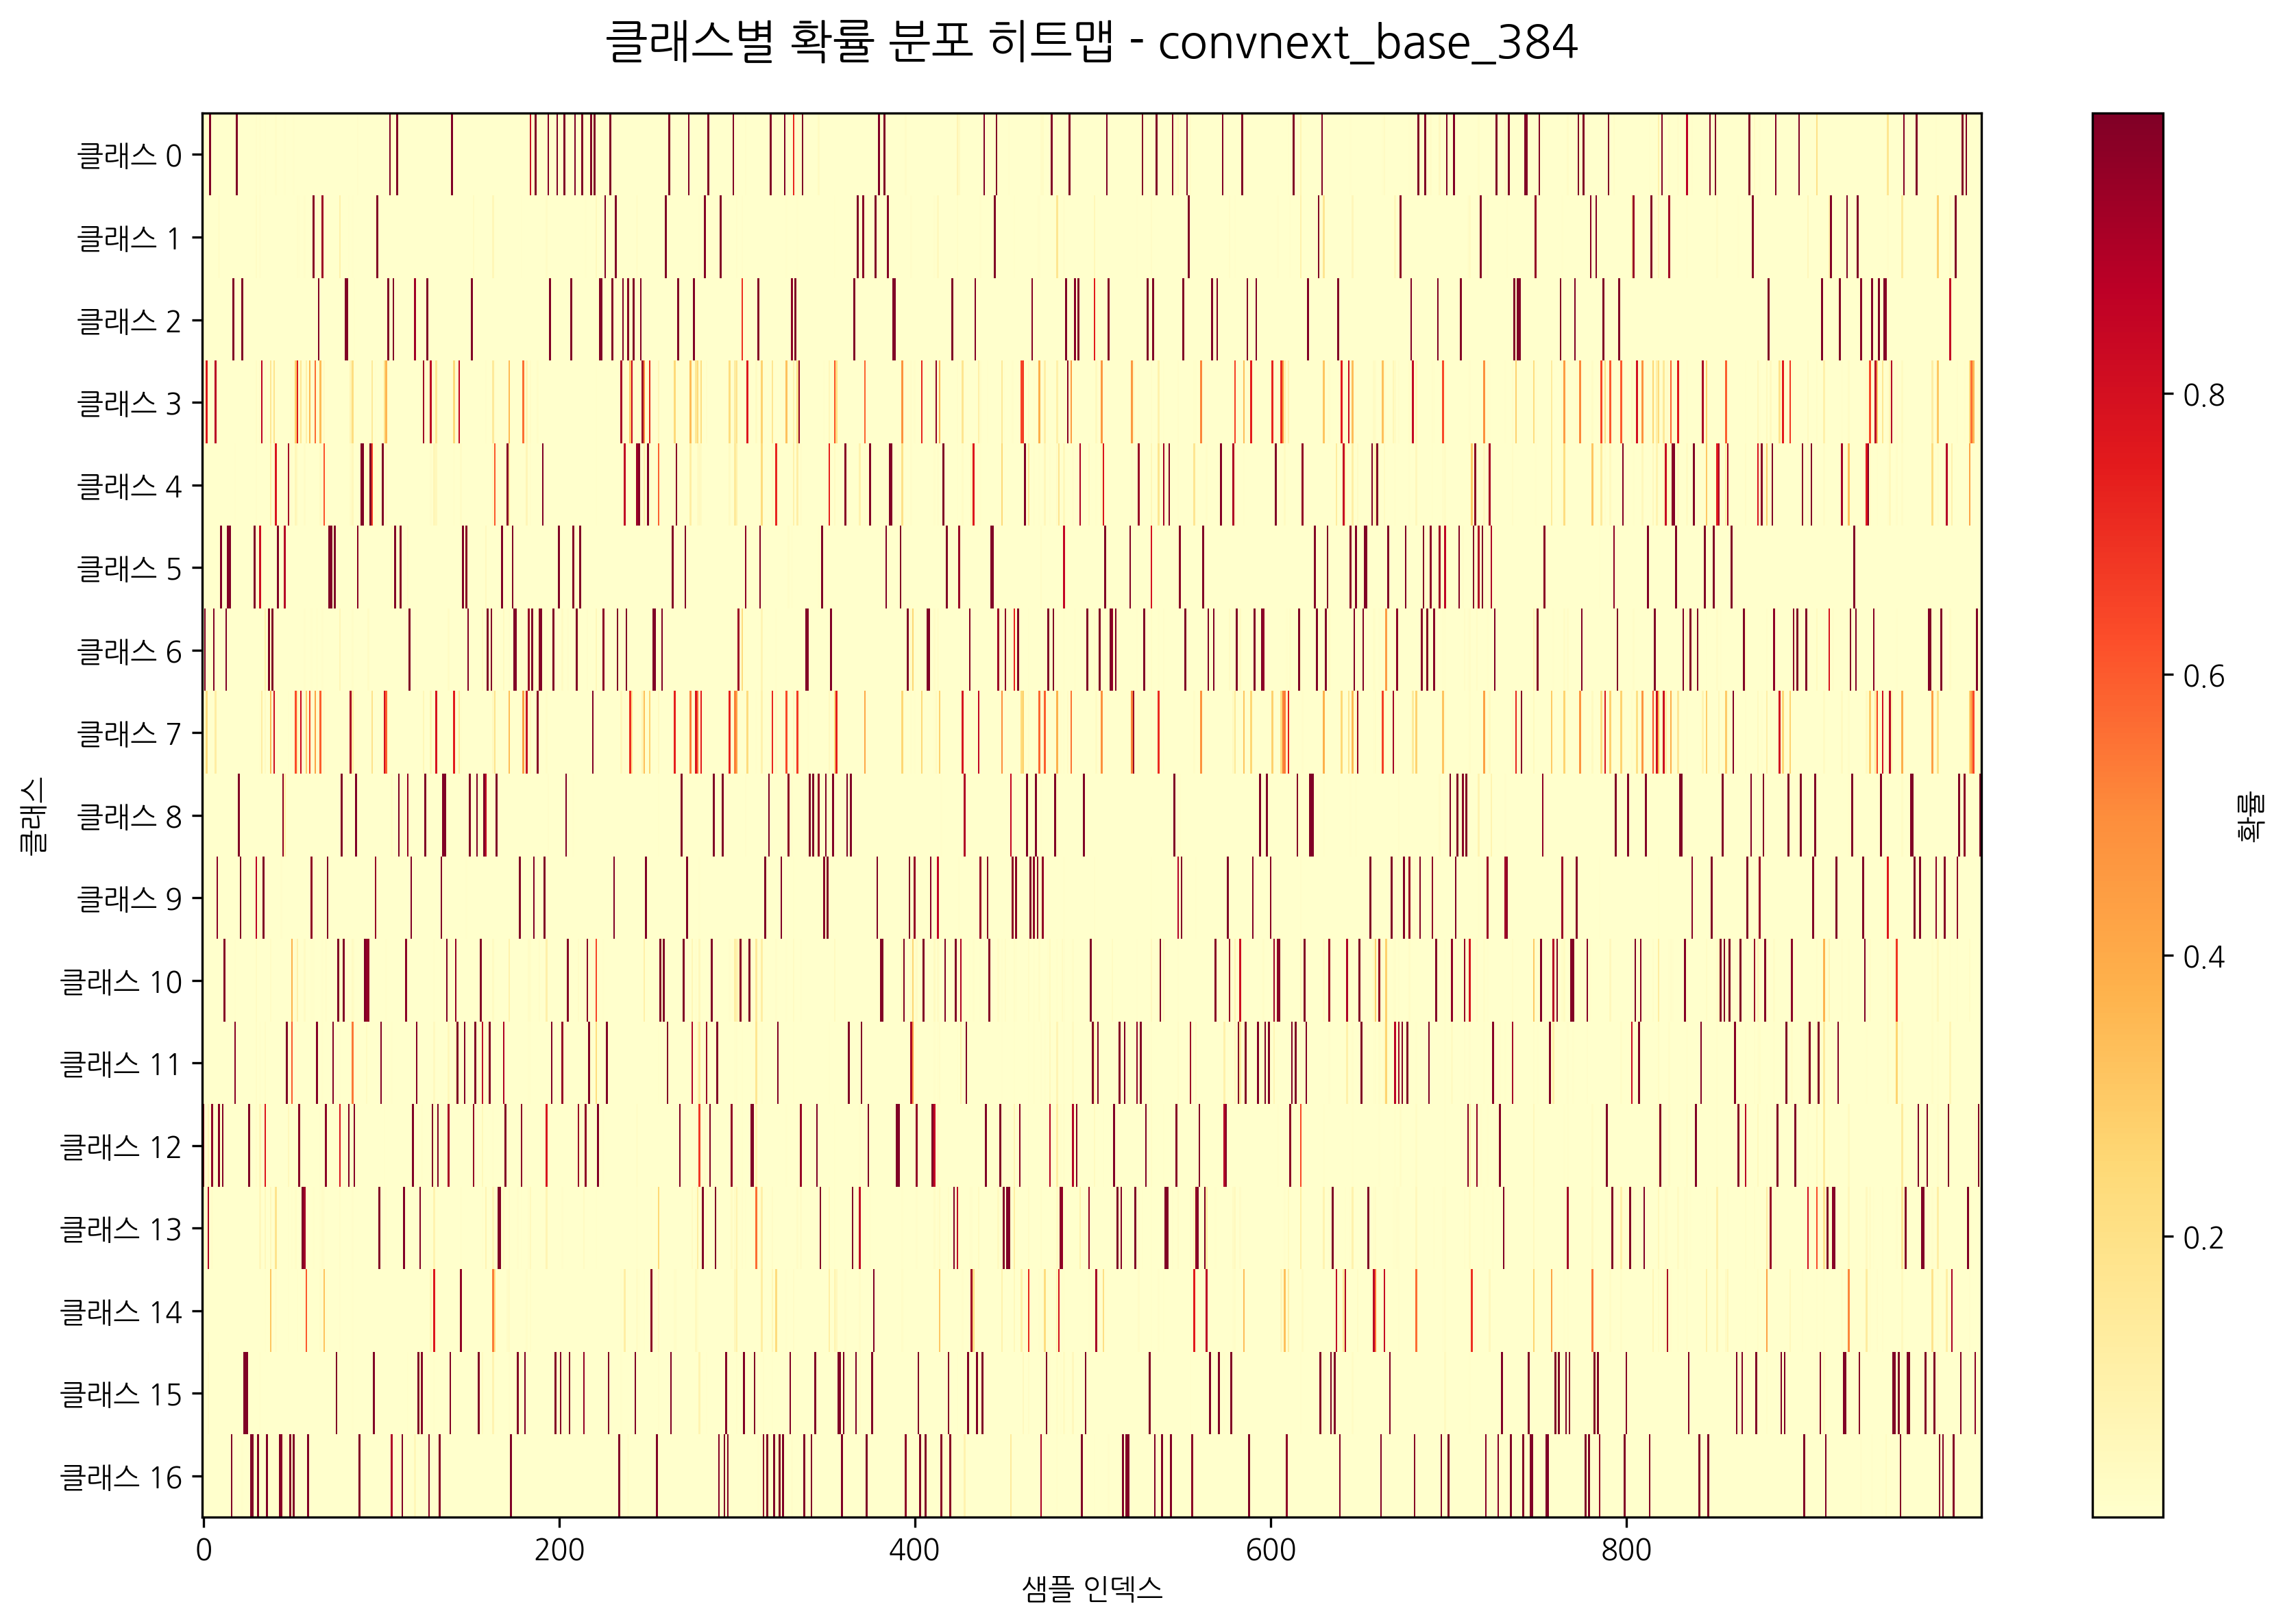 클래스별 확률 분포 히트맵 - convnext_base_384
클래스 0
클래스 1
클래스 2
클래스 3
클래스 4
클래스 5
클래스 6
클래스 7
클래스 8
클래스 9
클래스 10
클래스 11
클래스 12
클래스 13
클래스 14
클래스 15
클래스 16
클래스
0 200 400 600 800
샘플 인덱스
0.8
0.6
0.4
0.2
확률